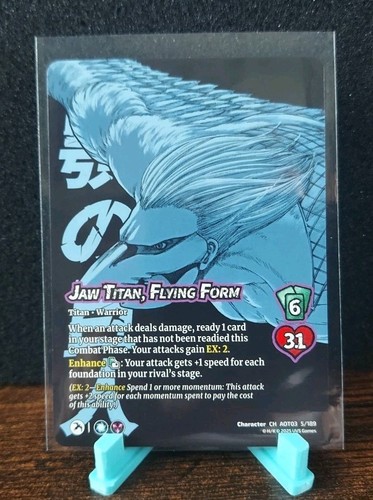 の
Jaw Titan, Flying Form
6
Titan • Warrior
31
When an attack deals damage, ready 1 card
in your stage that has not been readied this
Combat Phase. Your attacks gain EX: 2.
Enhance : Your attack gets +1 speed for each
foundation in your rival's stage.
(EX: 2— Enhance Spend 1 or more momentum: This attack
gets +2 speed for each momentum spent to pay the cost
of this ability.)
Character CH AOT03 5/189